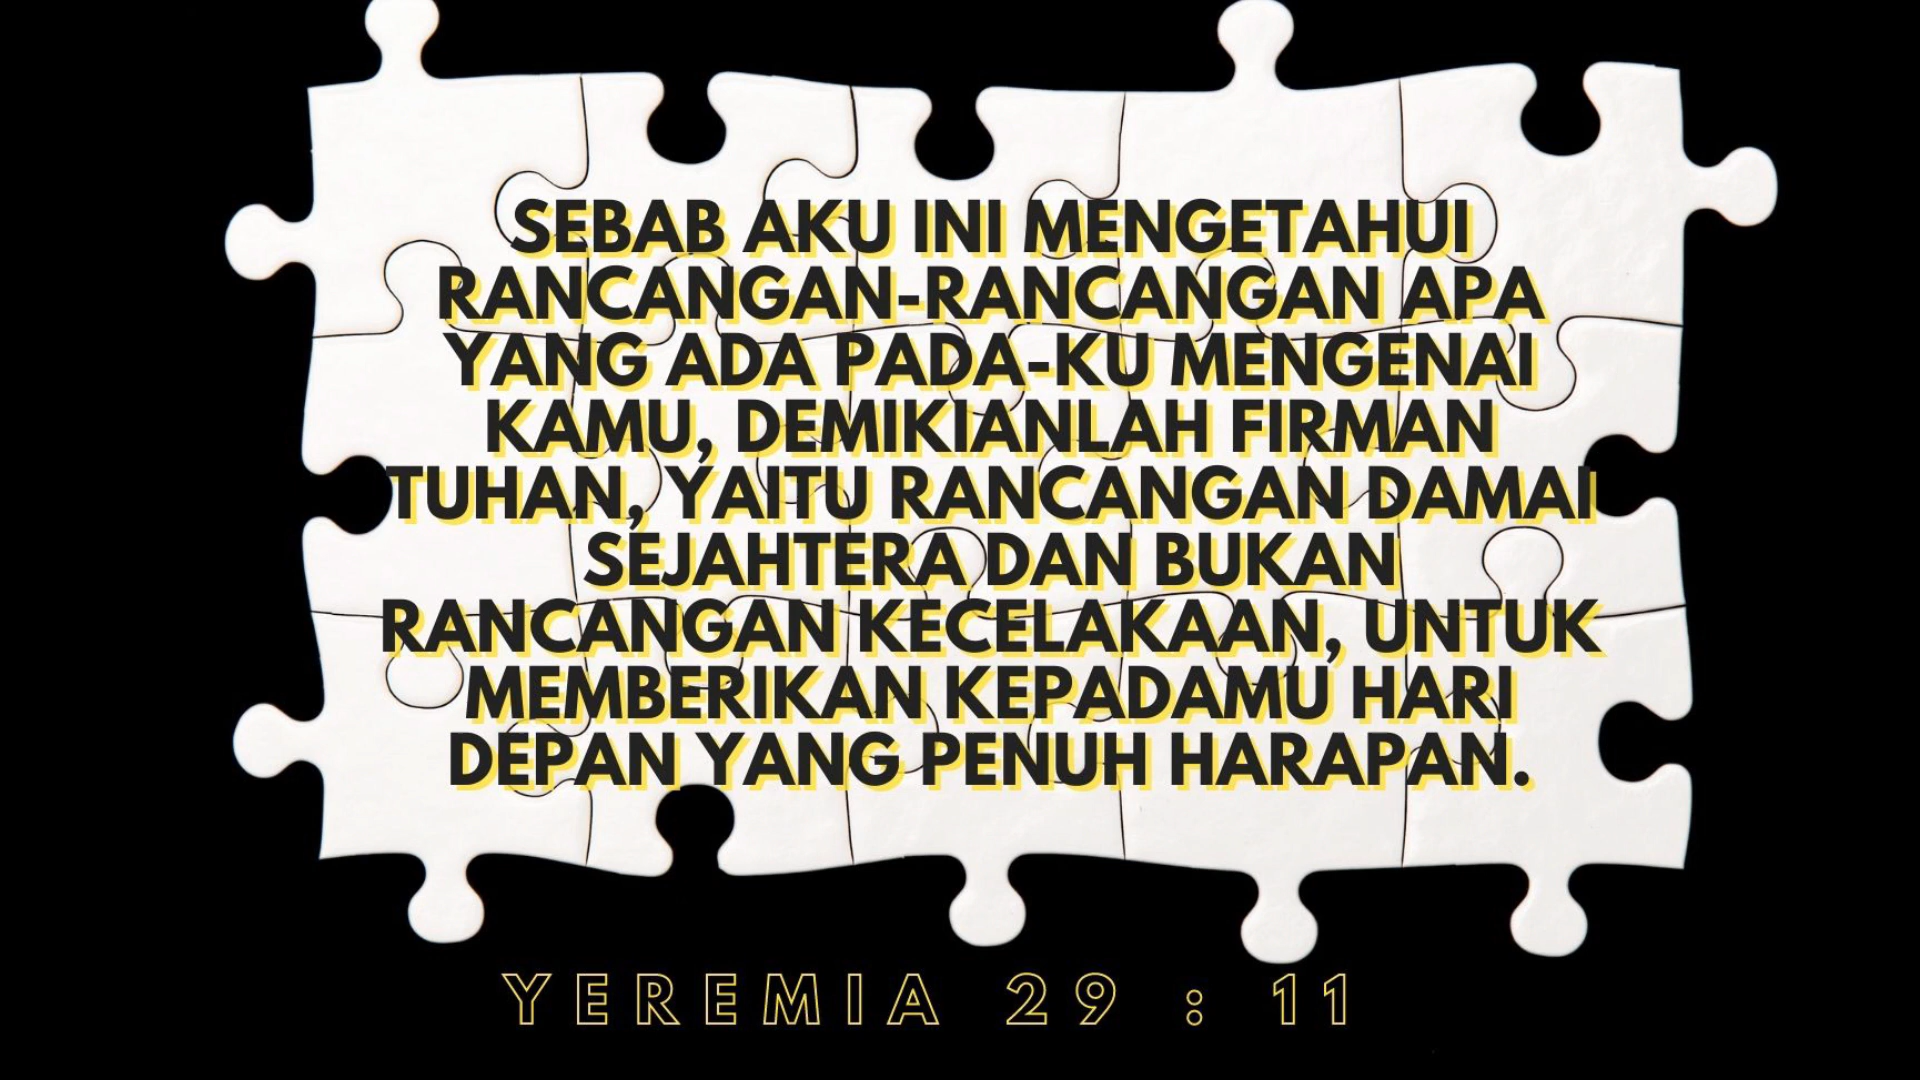 SEBAB AKU INI MENGETAHUI
RANCANGAN-RANCANGAN APA
YANG ADA PADA-KU MENGENAI
KAMU, DEMIKIANLAH FIRMAN
TUHAN, YAITU RANCANGAN DAMAI
SEJAHTERA DAN BUKAN
RANCANGAN KECELAKAAN, UNTUK
MEMBERIKAN KEPADAMU HARI
DEPAN YANG PENUH HARAPAN.
YEREMIA 29 : 11